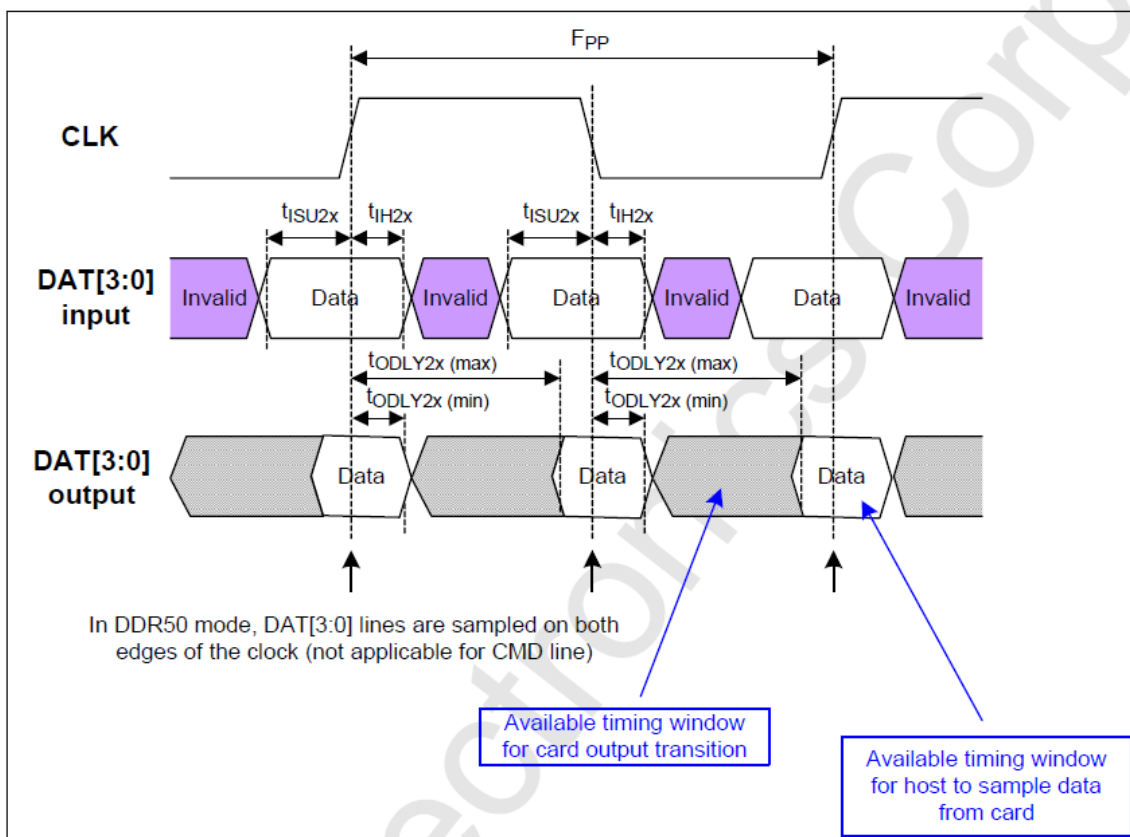 FPP
CLK
tISU2x tIH2x tISU2x tIH2x
DAT[3:0]
input
Invalid Data Invalid Data Invalid Data Invalid
tODLY2x (max) tODLY2x (max)
tODLY2x (min) tODLY2x (min)
DAT[3:0]
output
Data Data Data
In DDR50 mode, DAT[3:0] lines are sampled on both
edges of the clock (not applicable for CMD line)
Available timing window
for card output transition
Available timing window
for host to sample data
from card
ectronics Corp